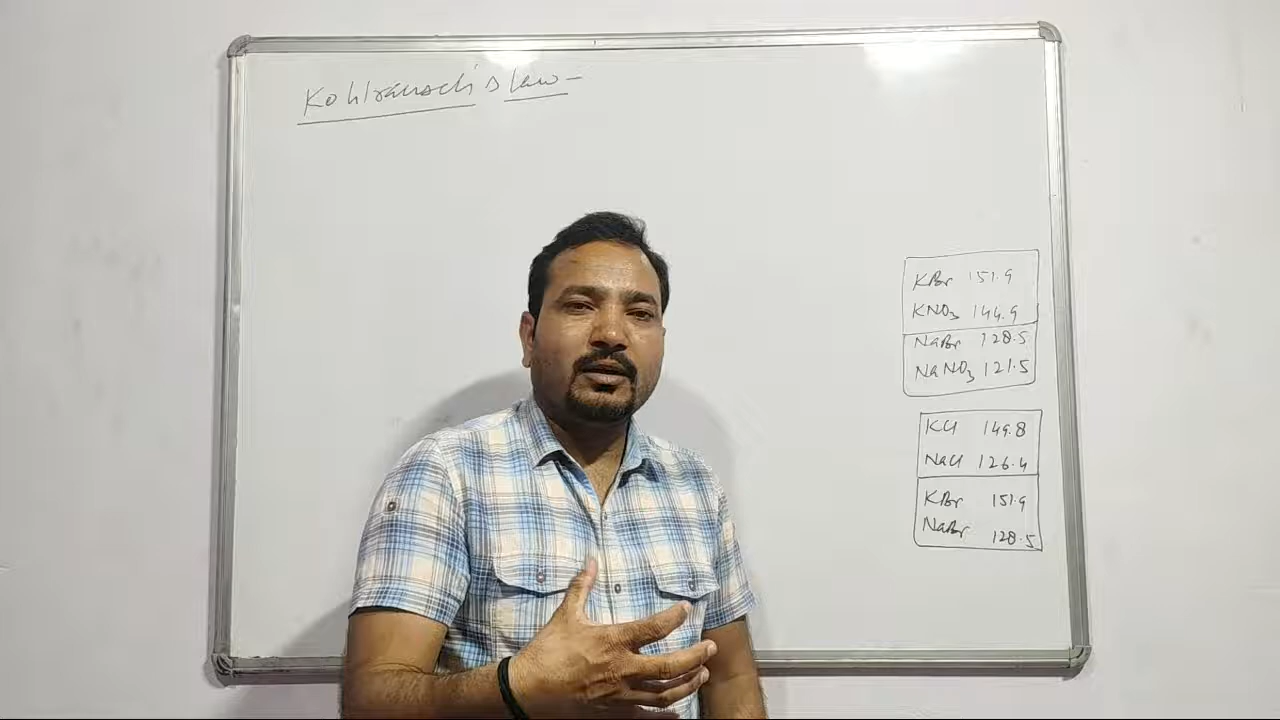 Kohlrausch's law -
KBr 151.9
KNO3 144.9
NaBr 128.5
NaNO3 121.5
KCl 149.8
NaCl 126.4
KBr 151.9
NaBr 128.5